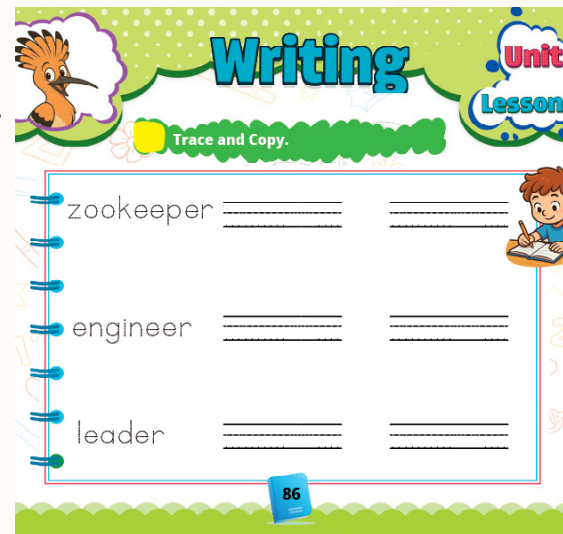 Writing
Unit
Lesson
Trace and Copy.
zookeeper
engineer
leader
86